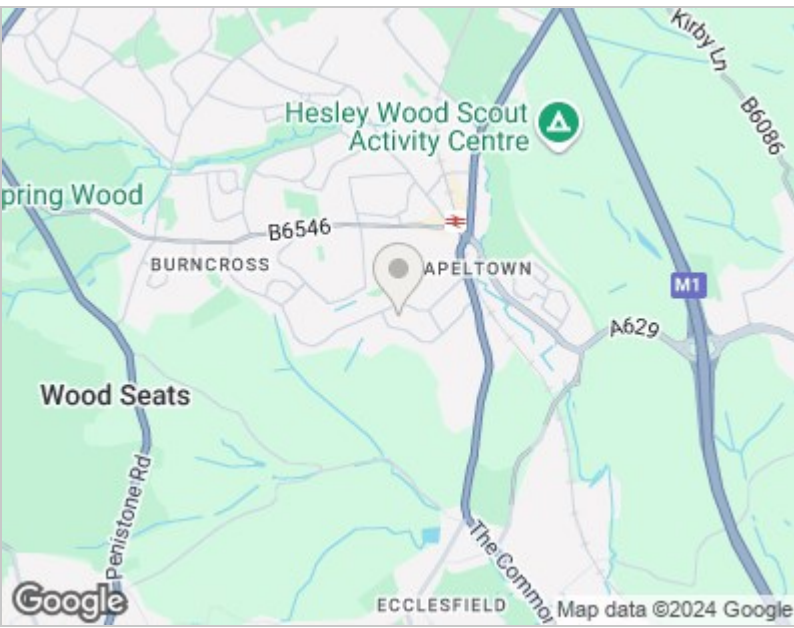 Kirby Ln
B6086
Hesley Wood Scout
Activity Centre
pring Wood
B6546
BURNCROSS
APELTOWN
M1
A629
Wood Seats
Penistone Rd
The Common
ECCLESFIELD
Google
Map data ©2024 Google